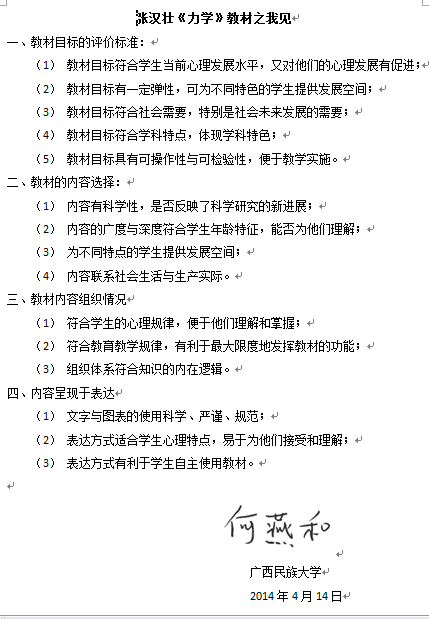 张汉壮《力学》教材之我见
一、教材目标的评价标准：
（1） 教材目标符合学生当前心理发展水平，又对他们的心理发展有促进；
（2） 教材目标有一定弹性，可为不同特色的学生提供发展空间；
（3） 教材目标符合社会需要，特别是社会未来发展的需要；
（4） 教材目标符合学科特点，体现学科特色；
（5） 教材目标具有可操作性与可检验性，便于教学实施。
二、教材的内容选择：
（1） 内容有科学性，是否反映了科学研究的新进展；
（2） 内容的广度与深度符合学生年龄特征，能否为他们理解；
（3） 为不同特点的学生提供发展空间；
（4） 内容联系社会生活与生产实际。
三、教材内容组织情况
（1） 符合学生的心理规律，便于他们理解和掌握；
（2） 符合教育教学规律，有利于最大限度地发挥教材的功能；
（3） 组织体系符合知识的内在逻辑。
四、内容呈现于表达
（1） 文字与图表的使用科学、严谨、规范；
（2） 表达方式适合学生心理特点，易于为他们接受和理解；
（3） 表达方式有利于学生自主使用教材。
何燕和
广西民族大学
2014 年 4 月 14 日